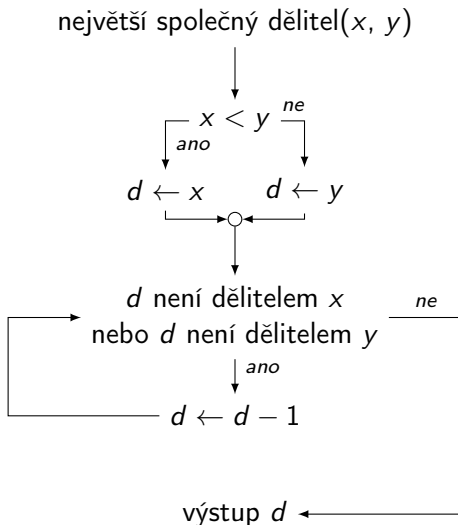 největší společný dělitel(x, y)
x < y
ne
ano
d ← x
d ← y
d není dělitelem x
nebo d není dělitelem y
ne
ano
d ← d − 1
výstup d